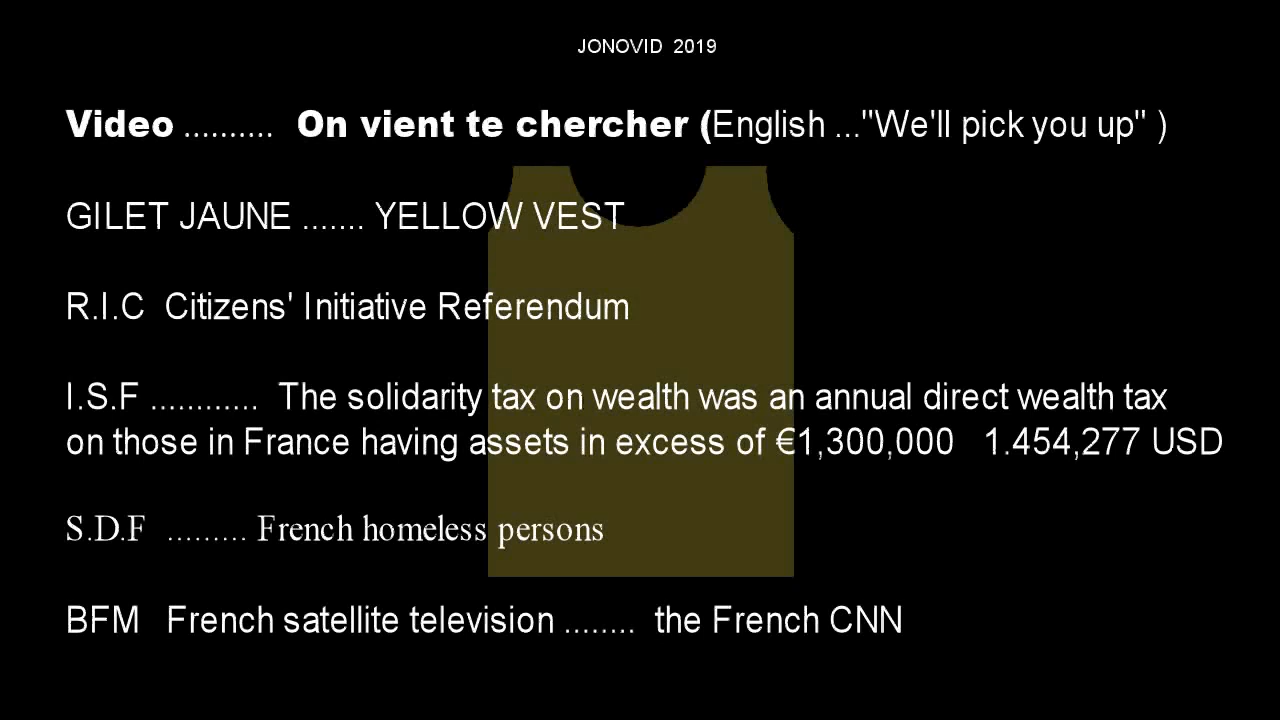 JONOVID 2019
Video .......... On vient te chercher (English ..."We'll pick you up" )
GILET JAUNE ....... YELLOW VEST
R.I.C Citizens' Initiative Referendum
I.S.F ............ The solidarity tax on wealth was an annual direct wealth tax
on those in France having assets in excess of €1,300,000 1.454,277 USD
S.D.F ......... French homeless persons
BFM French satellite television ........ the French CNN